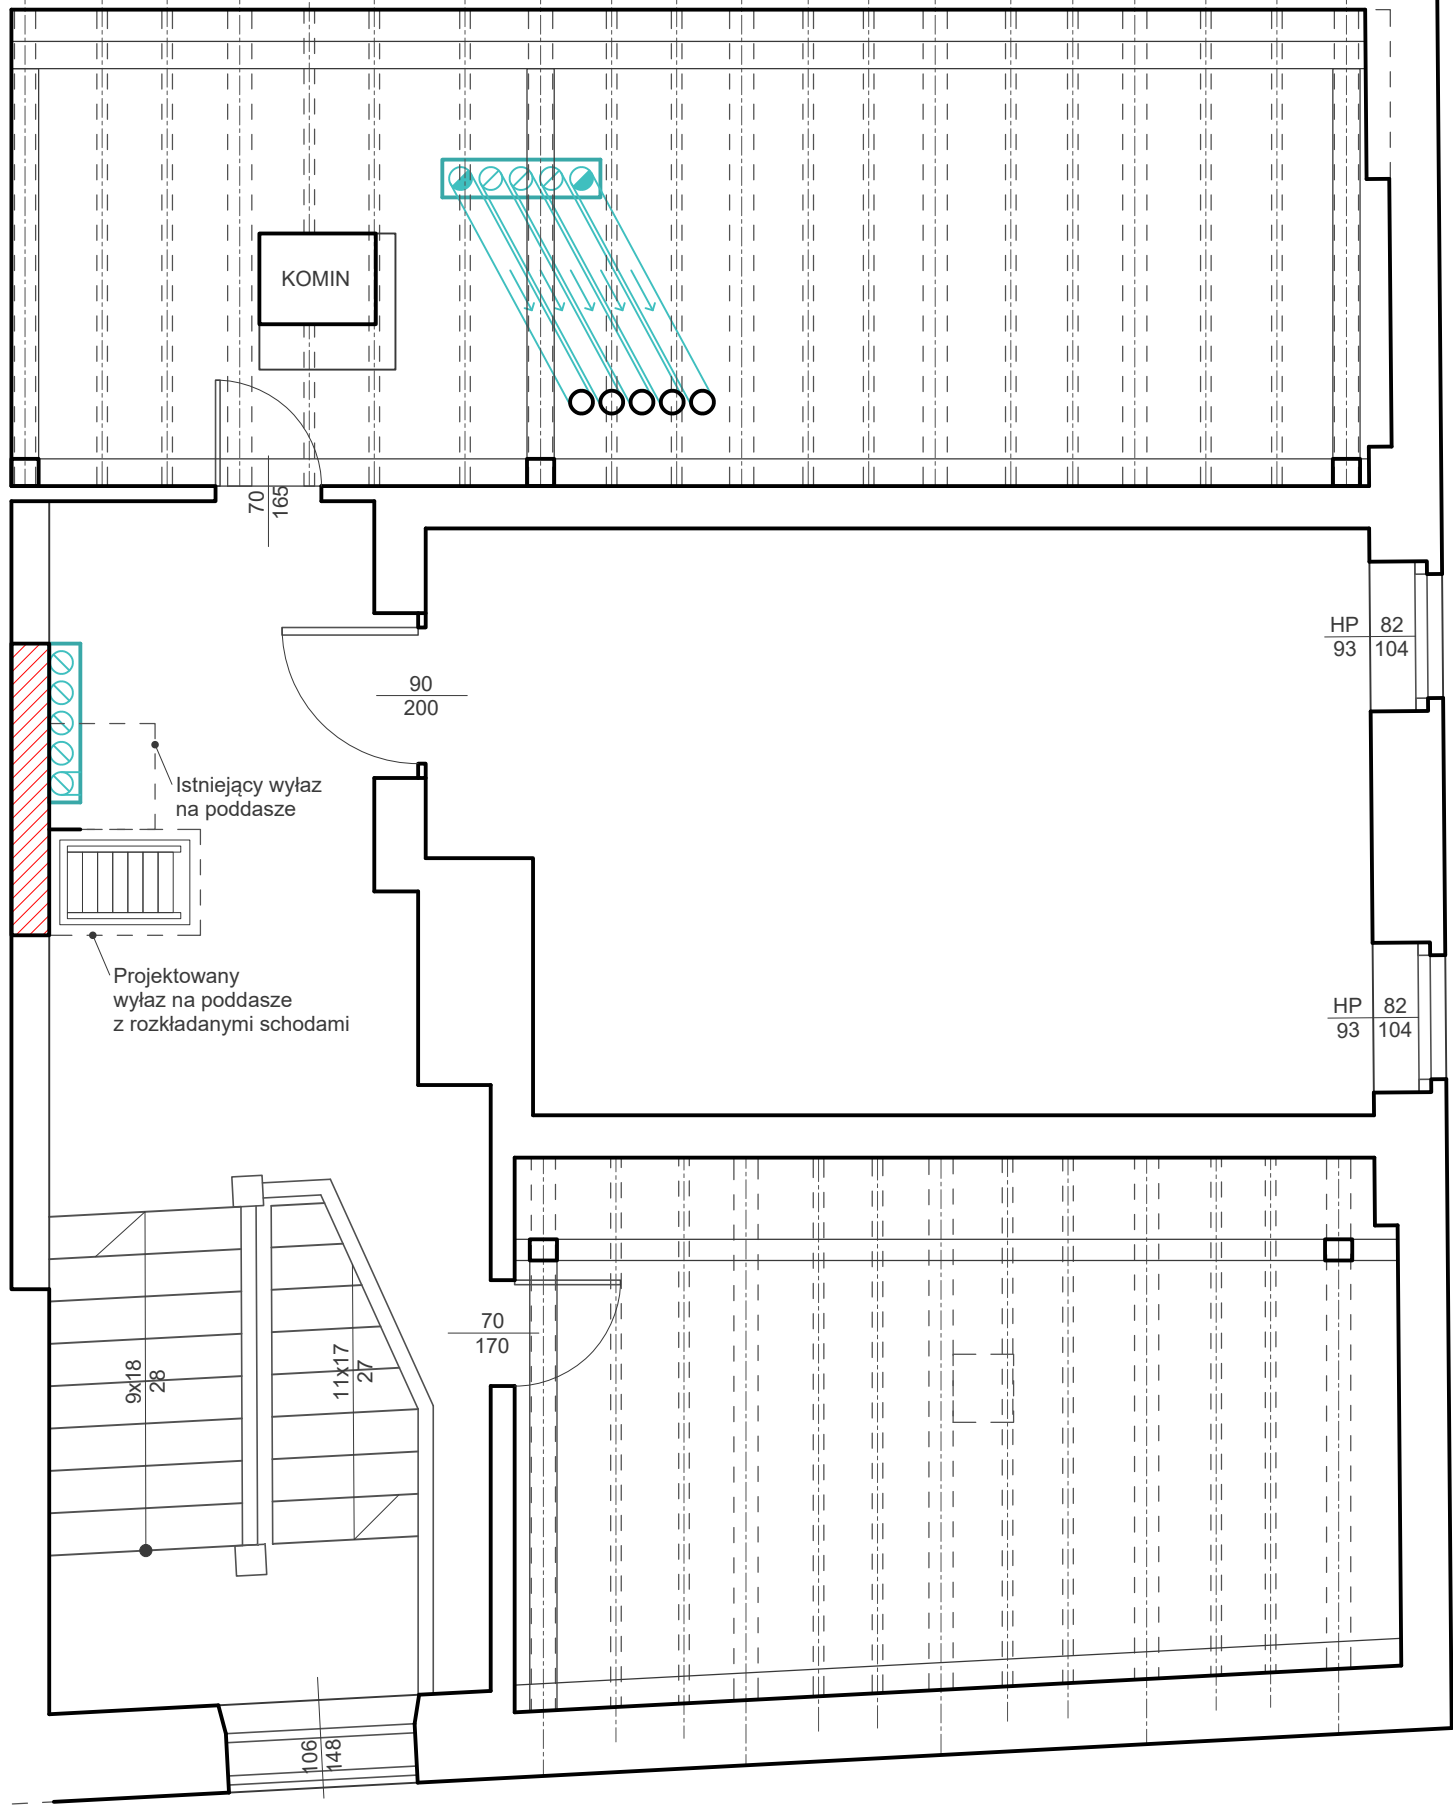 KOMIN
70
165
HP 82
93 104
90
200
Istniejący wyłaz
na poddasze
Projektowany
wyłaz na poddasze
z rozkładanymi schodami
HP 82
93 104
70
170
9x18
28
11x17
27
106
148